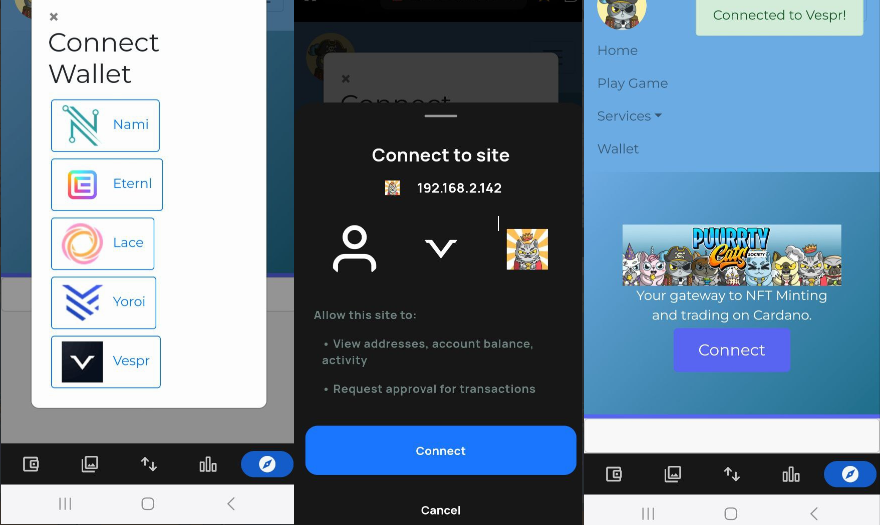 Connect
Wallet
Nami
Eternl
Lace
Yoroi
Vespr
Connect to site
192.168.2.142
Allow this site to:
• View addresses, account balance,
activity
• Request approval for transactions
Connect
Cancel
Connected to Vespr!
Home
Play Game
Services
Wallet
PUURRTY
Cats
SOCIETY
Your gateway to NFT Minting
and trading on Cardano.
Connect